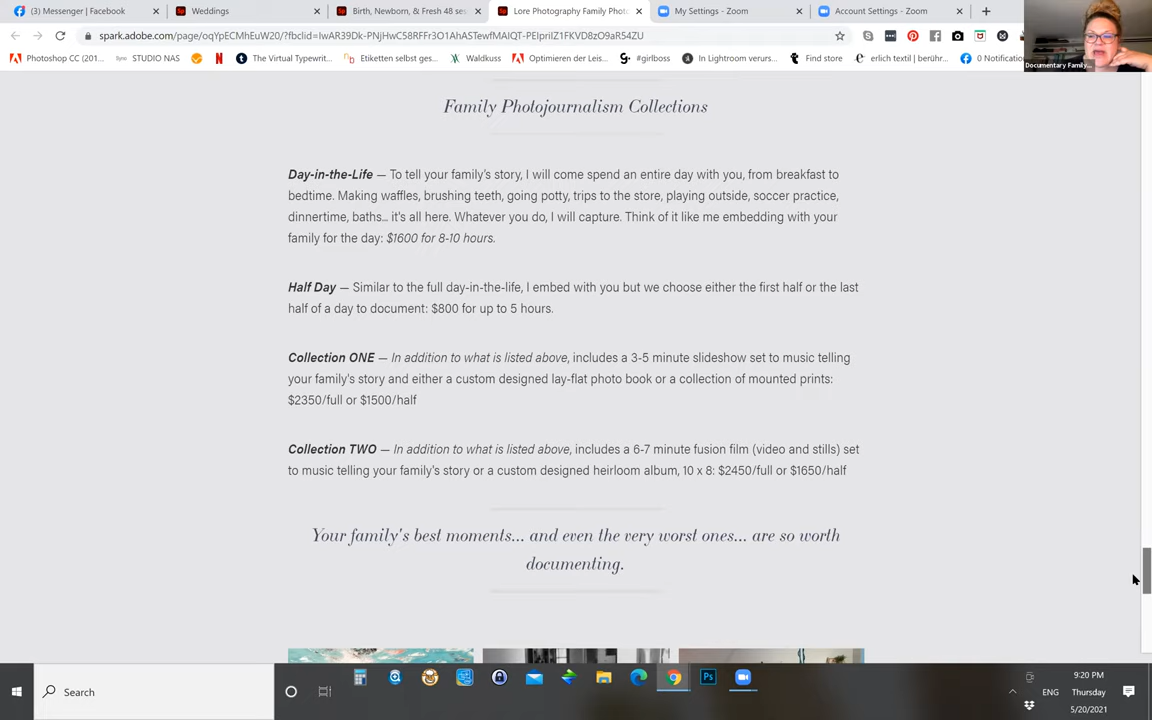 (3) Messenger | Facebook
Weddings
Birth, Newborn, & Fresh 48 ses
Lore Photography Family Photo
My Settings - Zoom
Account Settings - Zoom
spark.adobe.com/page/oqYpECMhEuW20/?fbclid=IwAR39Dk-PNjHwC58RFFr3O1AhASTewfMAlQT-PElpriIZ1FKVD8zO9aR54ZU
Photoshop CC (201...
Sync STUDIO NAS
The Virtual Typewrit...
Etiketten selbst ges...
Waldkuss
Optimieren der Leis...
#girlboss
In Lightroom verurs...
Find store
erlich textil | berühr...
0 Notificatio
Documentary Family...
Family Photojournalism Collections
Day-in-the-Life — To tell your family's story, I will come spend an entire day with you, from breakfast to
bedtime. Making waffles, brushing teeth, going potty, trips to the store, playing outside, soccer practice,
dinnertime, baths... it's all here. Whatever you do, I will capture. Think of it like me embedding with your
family for the day: $1600 for 8-10 hours.
Half Day — Similar to the full day-in-the-life, I embed with you but we choose either the first half or the last
half of a day to document: $800 for up to 5 hours.
Collection ONE — In addition to what is listed above, includes a 3-5 minute slideshow set to music telling
your family's story and either a custom designed lay-flat photo book or a collection of mounted prints:
$2350/full or $1500/half
Collection TWO — In addition to what is listed above, includes a 6-7 minute fusion film (video and stills) set
to music telling your family's story or a custom designed heirloom album, 10 x 8: $2450/full or $1650/half
Your family's best moments... and even the very worst ones... are so worth
documenting.
Search
Ps
ENG
9:20 PM
Thursday
5/20/2021